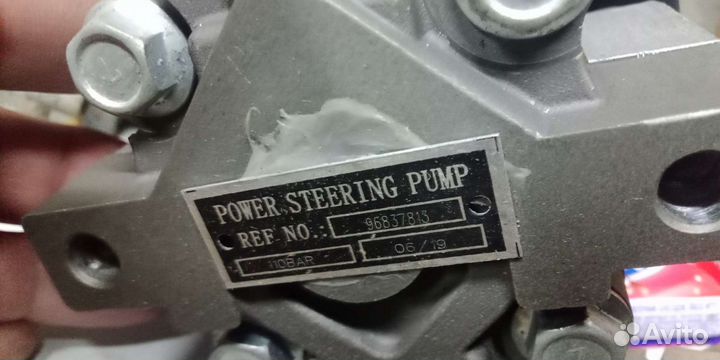 POWER STEERING PUMP
REF NO.: 96837813
110BAR 06/19
Avito